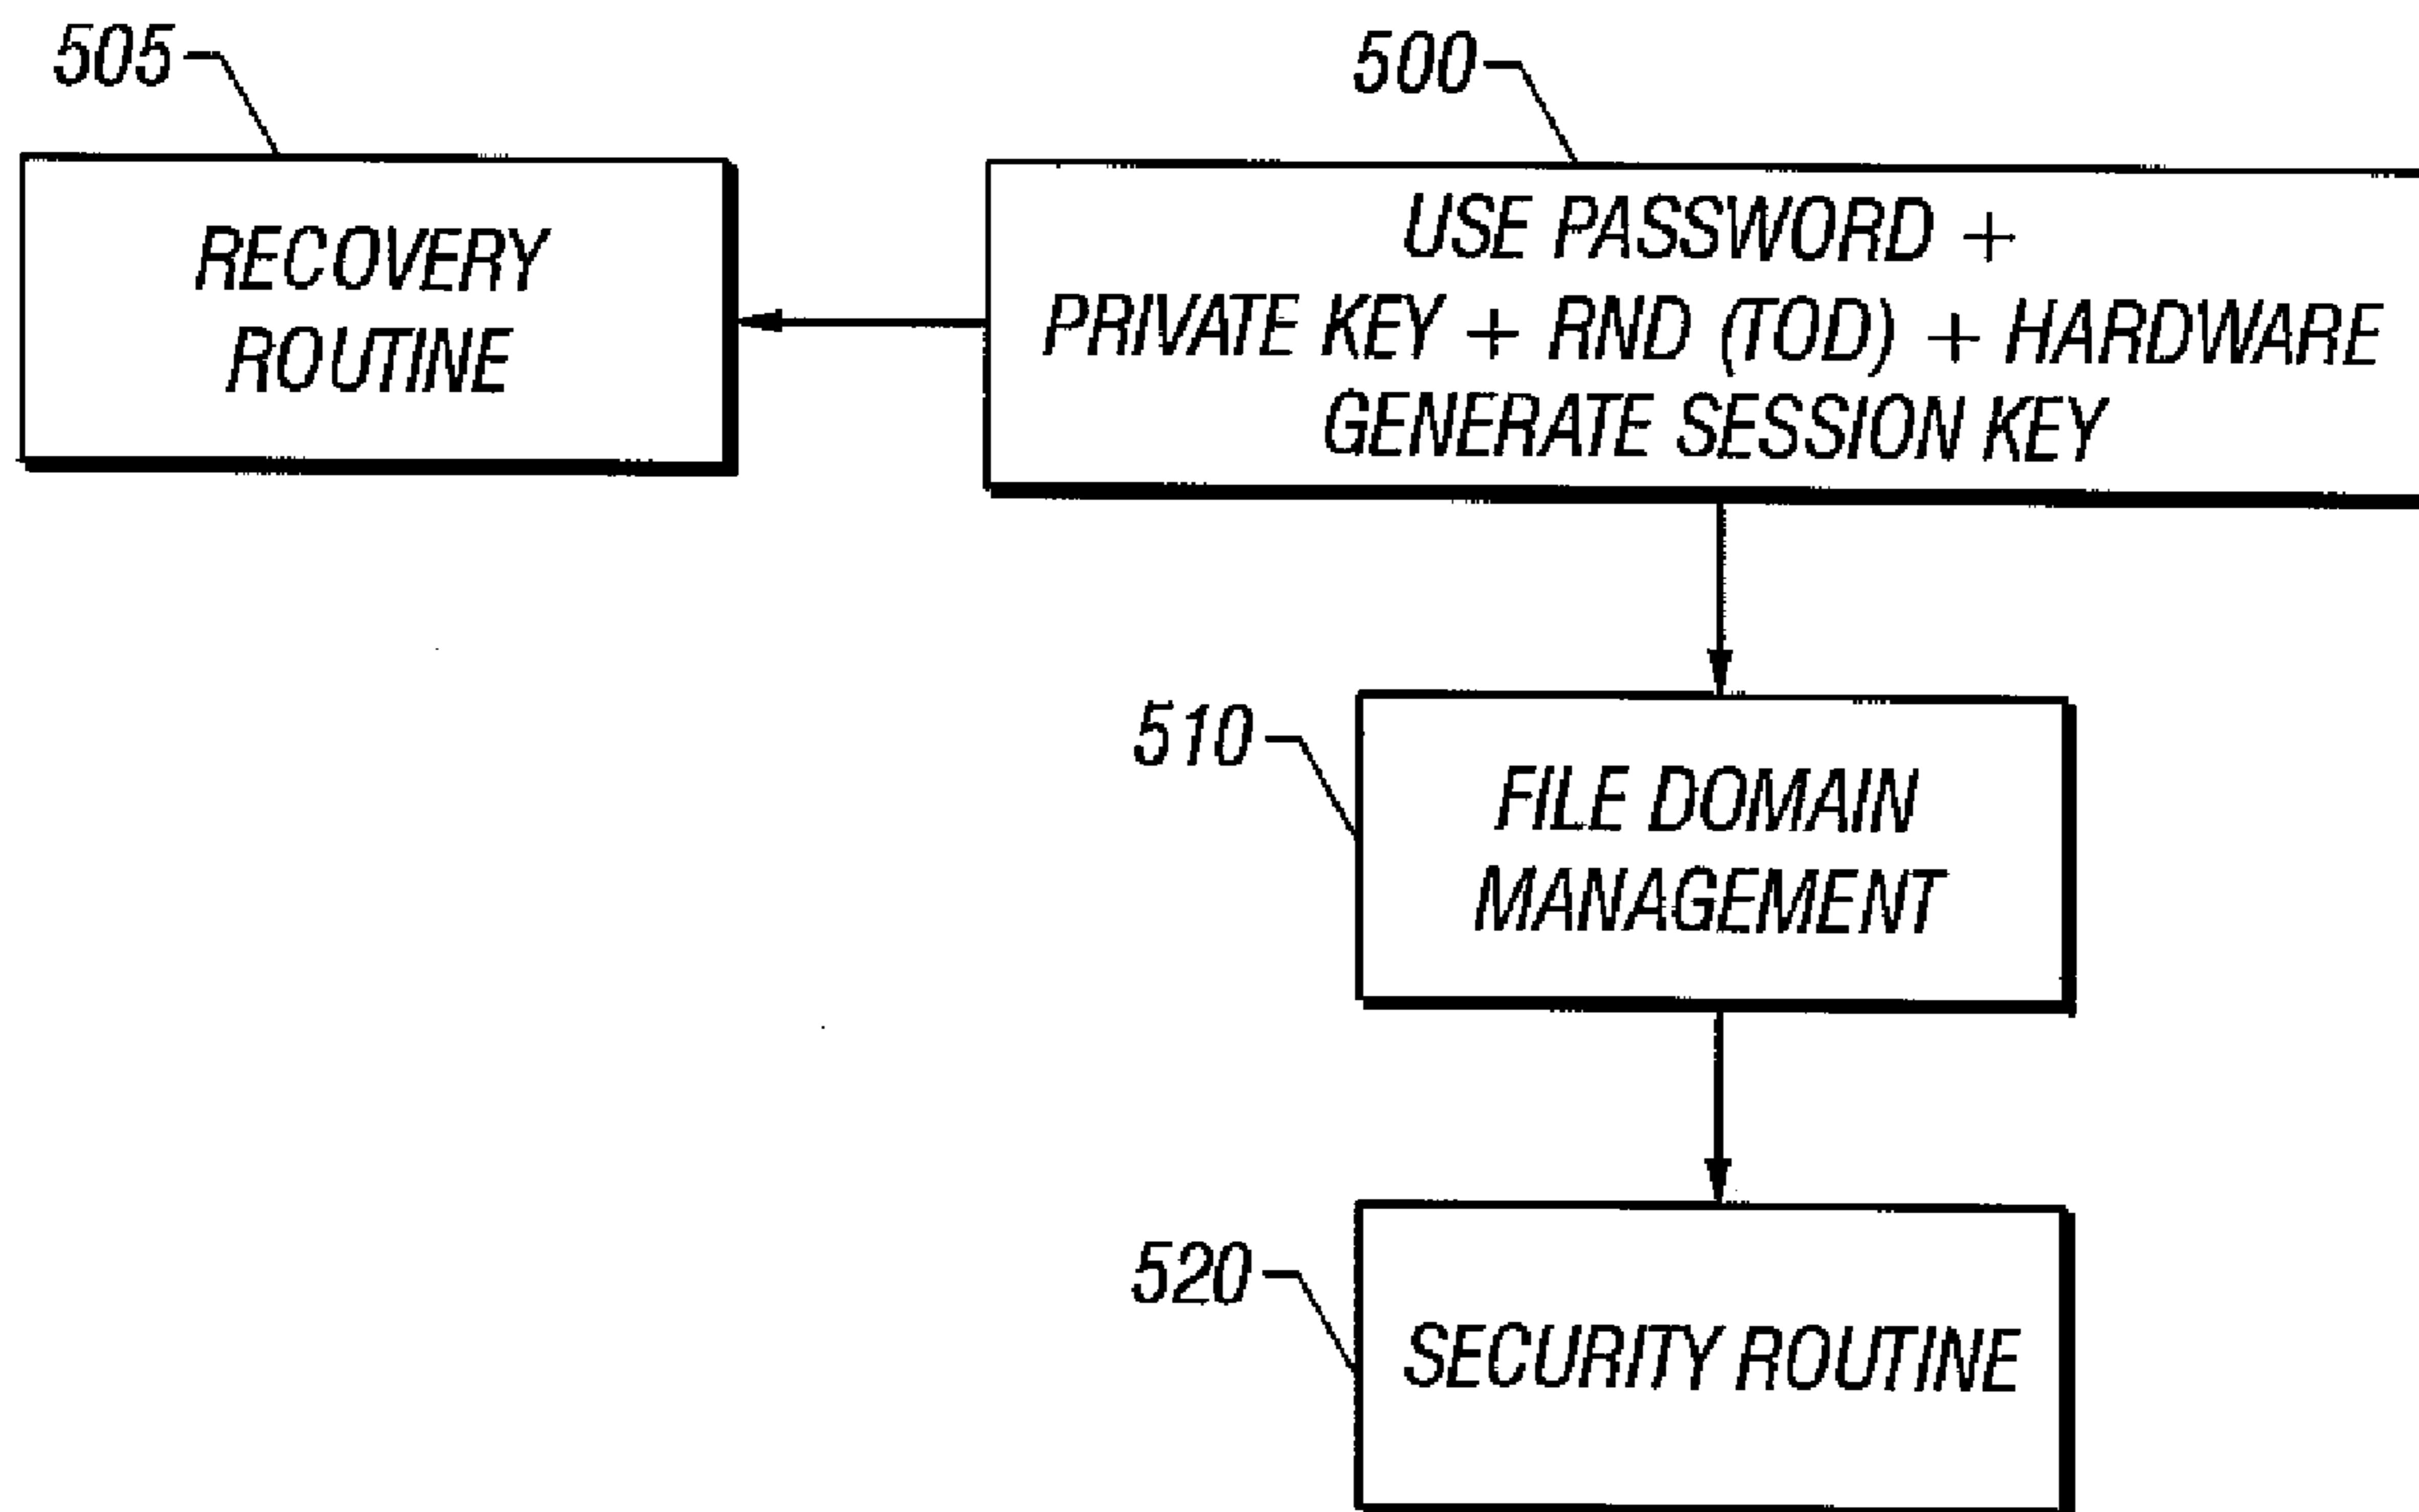 505
500
RECOVERY
ROUTINE
USE PASSWORD +
PRIVATE KEY + RND (TOD) + HARDWARE
GENERATE SESSION KEY
510
FILE DOMAIN
MANAGEMENT
520
SECURITY ROUTINE